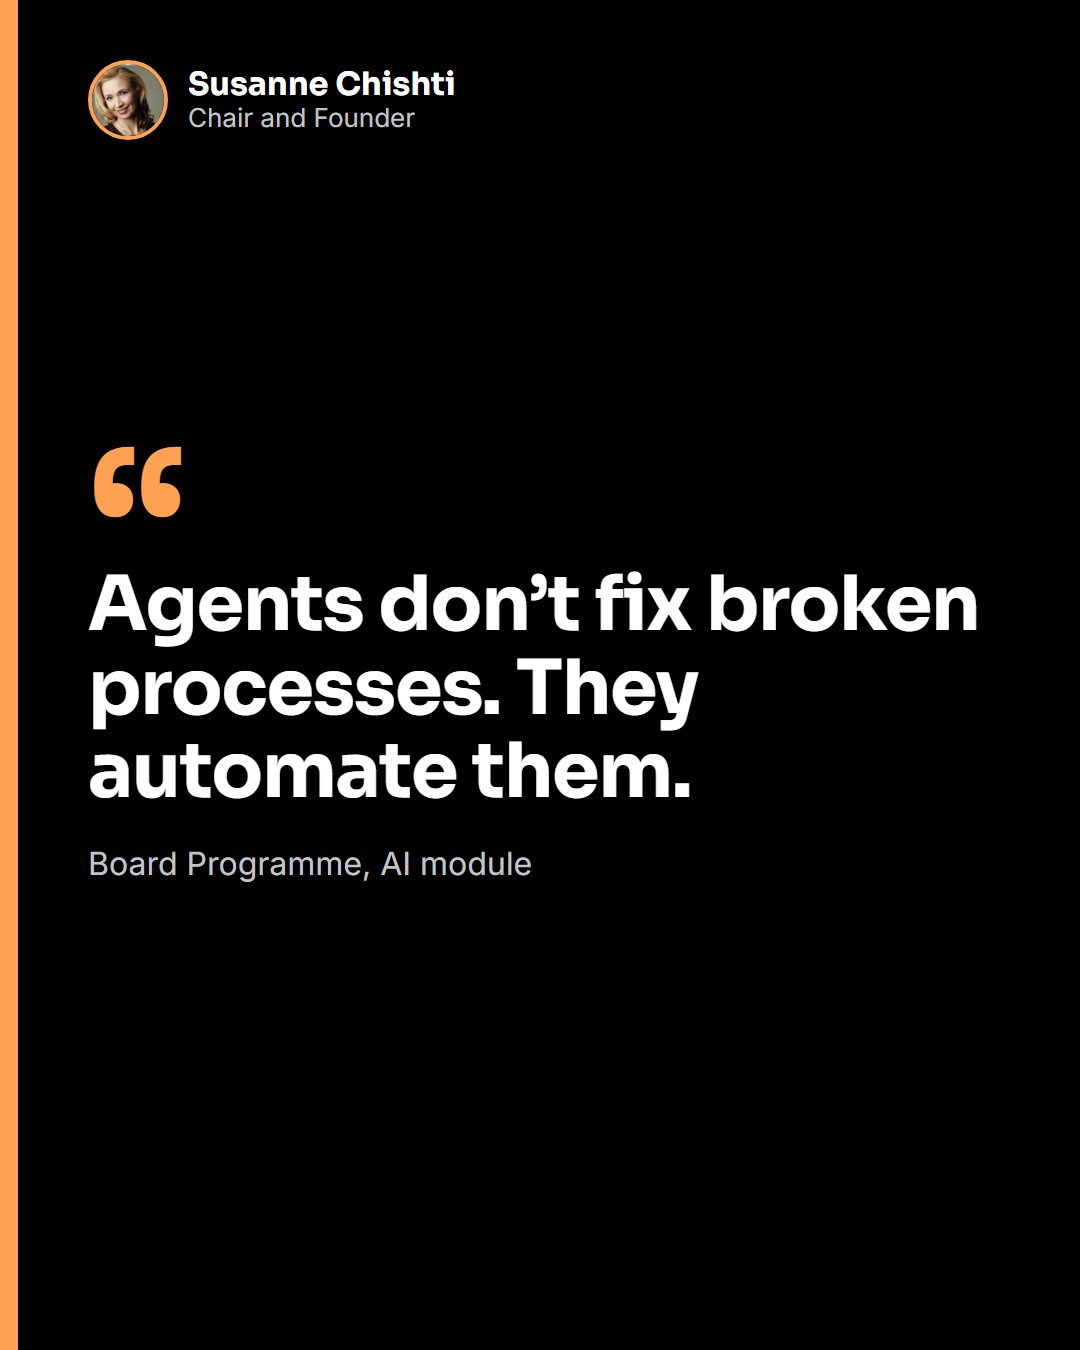 Susanne Chishti
Chair and Founder
“
Agents don’t fix broken
processes. They
automate them.
Board Programme, AI module